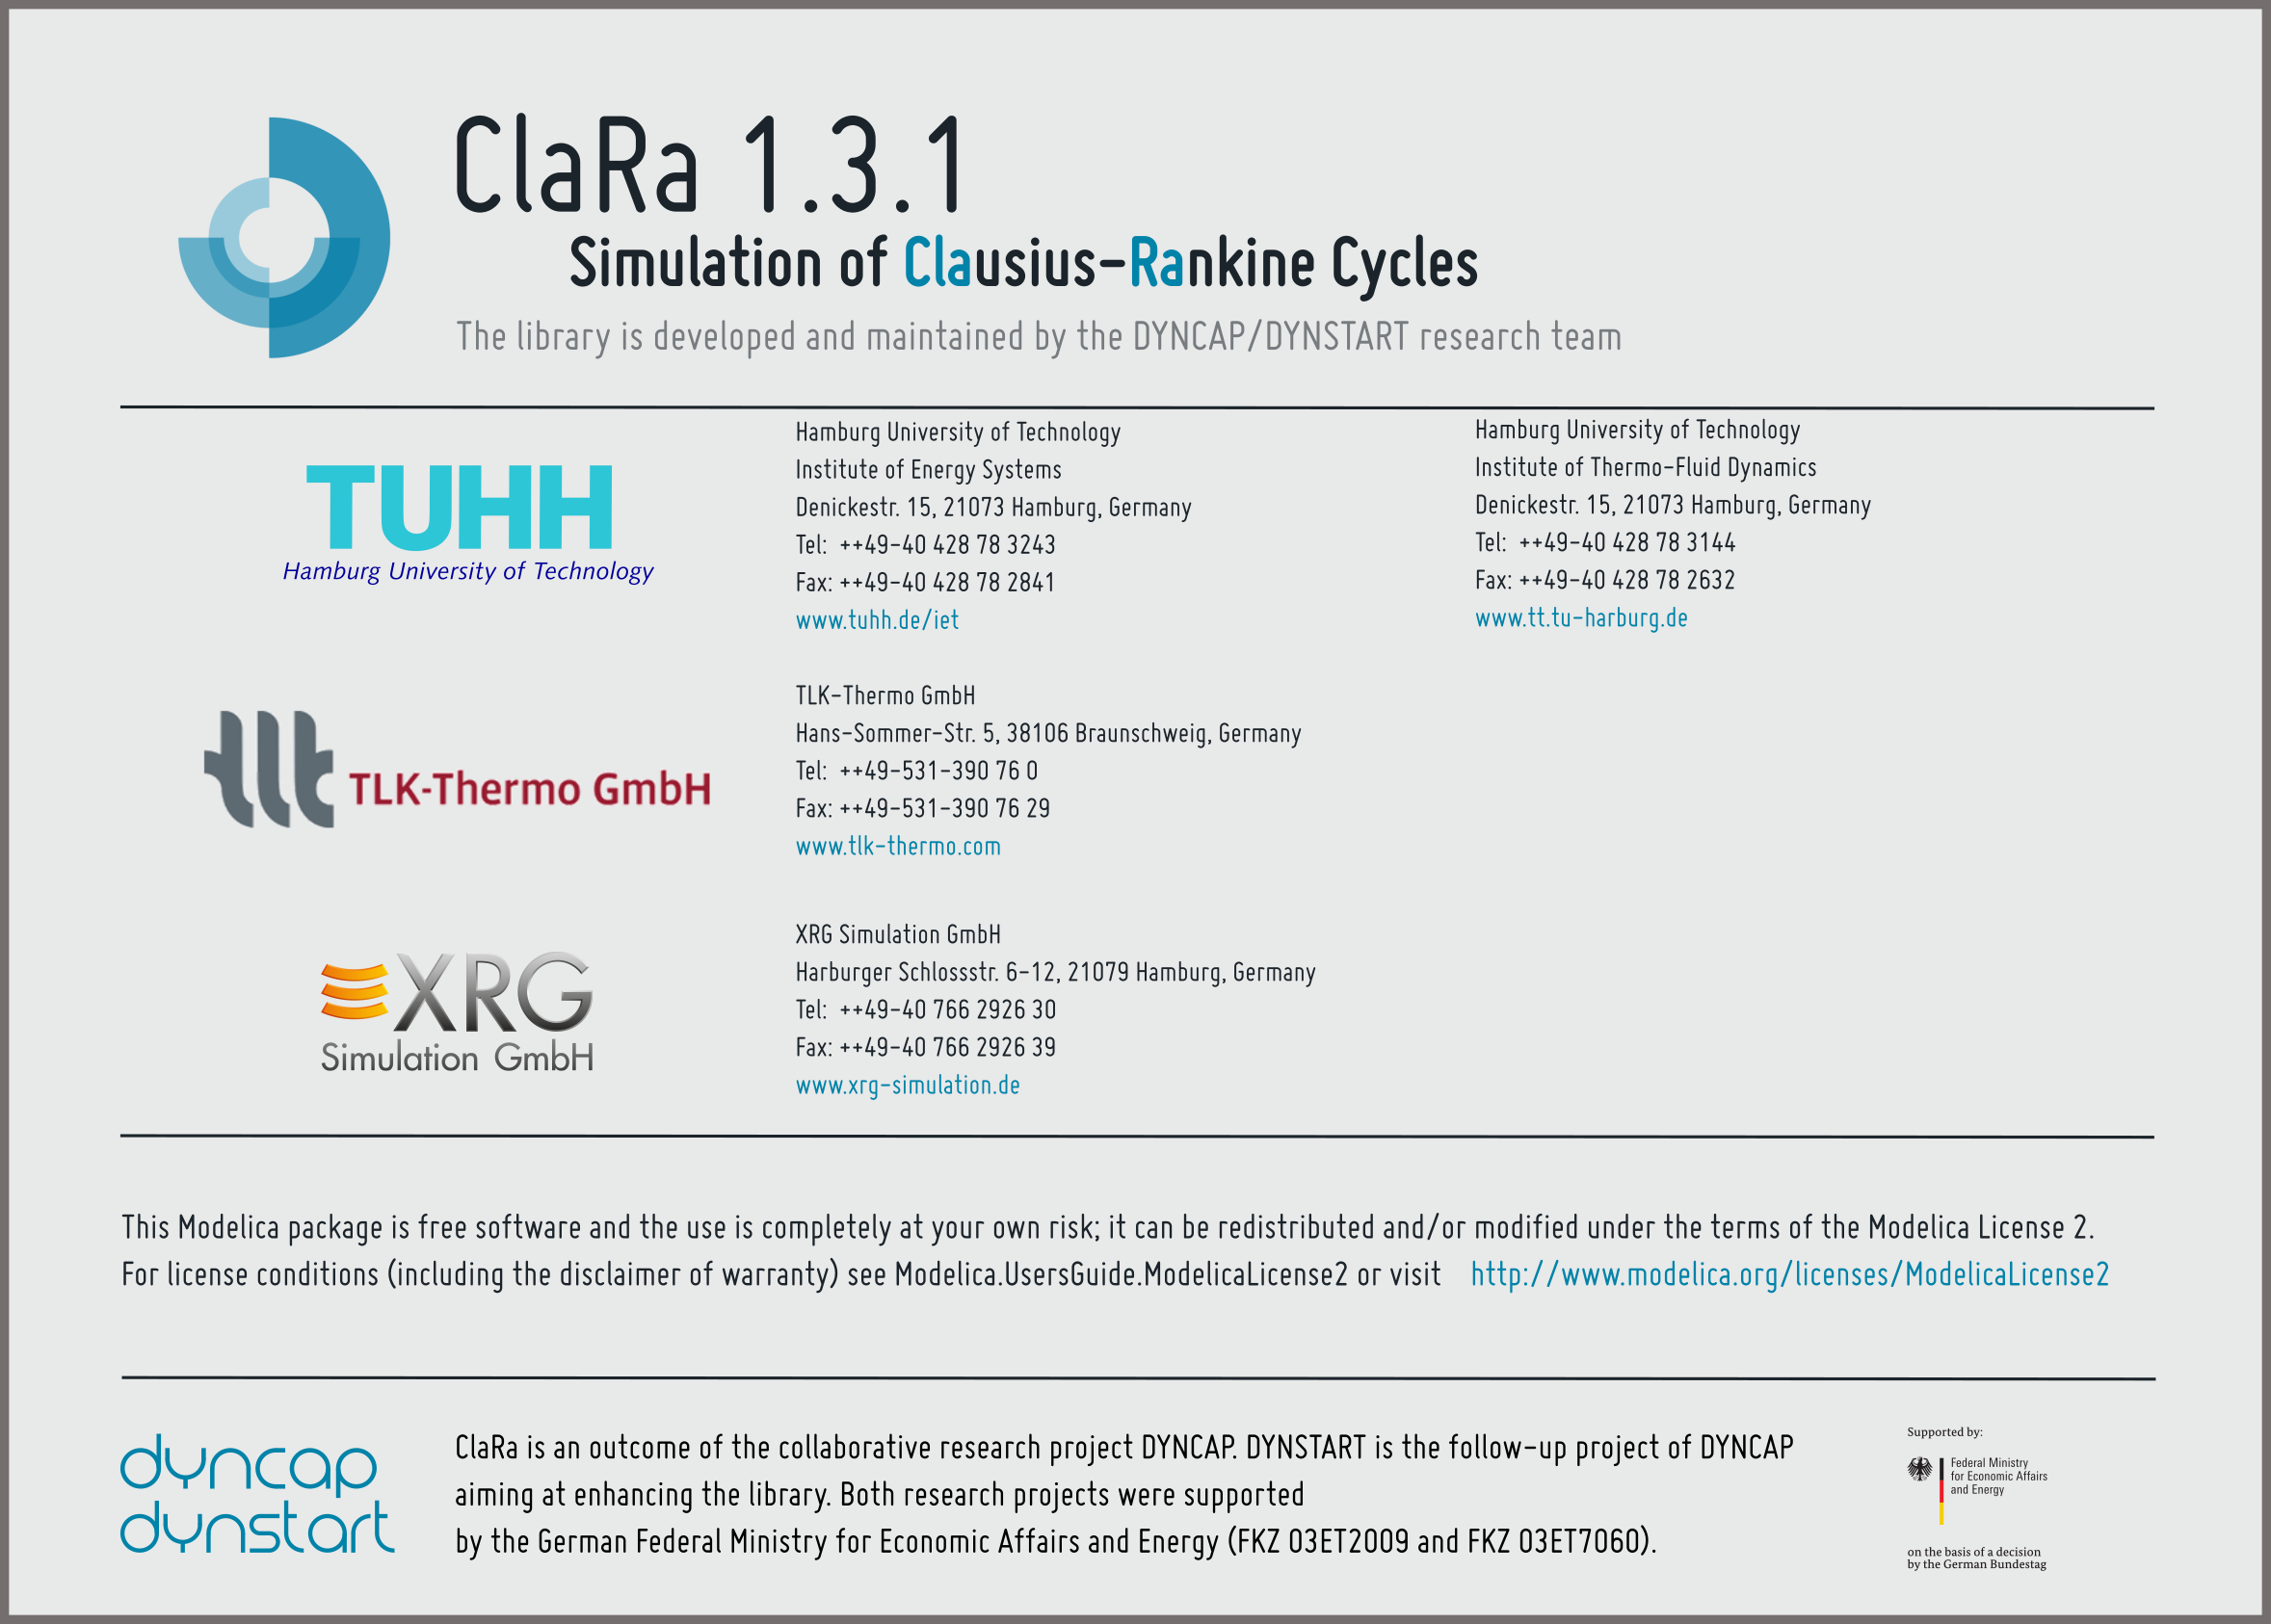 ClaRa 1.3.1
Simulation of Clausius-Rankine Cycles
The library is developed and maintained by the DYNCAP/DYNSTART research team
TUHH
Hamburg University of Technology
Hamburg University of Technology
Institute of Energy Systems
Denickestr. 15, 21073 Hamburg, Germany
Tel: ++49-40 428 78 3243
Fax: ++49-40 428 78 2841
www.tuhh.de/iet
Hamburg University of Technology
Institute of Thermo-Fluid Dynamics
Denickestr. 15, 21073 Hamburg, Germany
Tel: ++49-40 428 78 3144
Fax: ++49-40 428 78 2632
www.tt.tu-harburg.de
tlt TLK-Thermo GmbH
TLK-Thermo GmbH
Hans-Sommer-Str. 5, 38106 Braunschweig, Germany
Tel: ++49-531-390 76 0
Fax: ++49-531-390 76 29
www.tlk-thermo.com
XRG
Simulation GmbH
XRG Simulation GmbH
Harburger Schlossstr. 6-12, 21079 Hamburg, Germany
Tel: ++49-40 766 2926 30
Fax: ++49-40 766 2926 39
www.xrg-simulation.de
This Modelica package is free software and the use is completely at your own risk; it can be redistributed and/or modified under the terms of the Modelica License 2.
For license conditions (including the disclaimer of warranty) see Modelica.UsersGuide.ModelicaLicense2 or visit http://www.modelica.org/licenses/ModelicaLicense2
dyncap
dynstart
ClaRa is an outcome of the collaborative research project DYNCAP. DYNSTART is the follow-up project of DYNCAP
aiming at enhancing the library. Both research projects were supported
by the German Federal Ministry for Economic Affairs and Energy (FKZ 03ET2009 and FKZ 03ET7060).
Supported by:
Federal Ministry
for Economic Affairs
and Energy
on the basis of a decision
by the German Bundestag